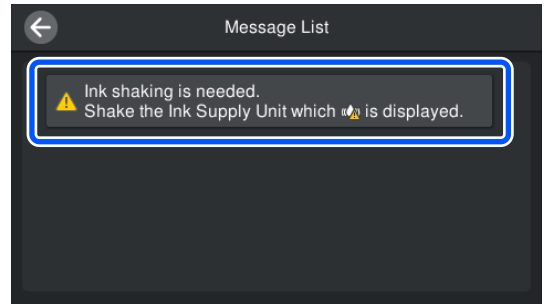 Message List
Ink shaking is needed.
Shake the Ink Supply Unit which is displayed.